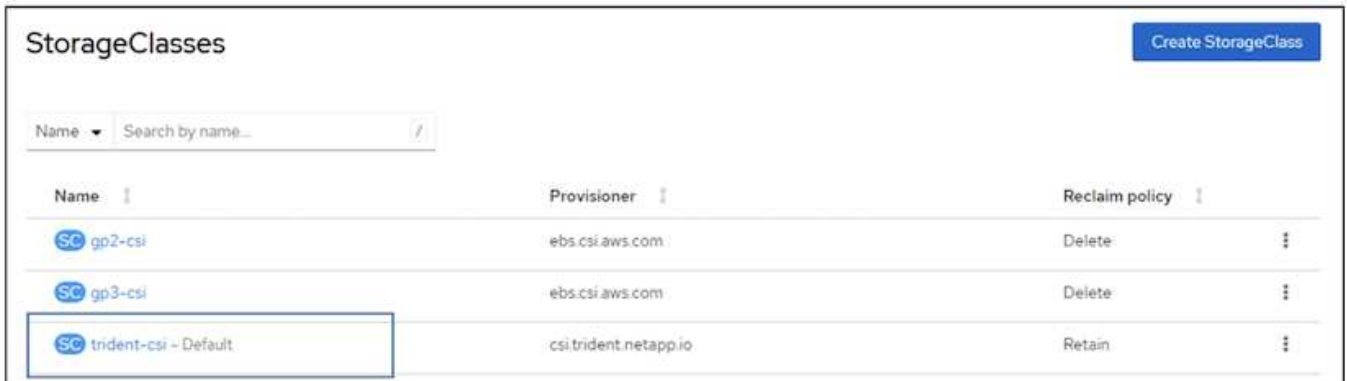 StorageClasses
Create StorageClass
Name Search by name... /
Name Provisioner Reclaim policy
SC gp2-csi ebs.csi.aws.com Delete
SC gp3-csi ebs.csi.aws.com Delete
SC trident-csi – Default csi.trident.netapp.io Retain